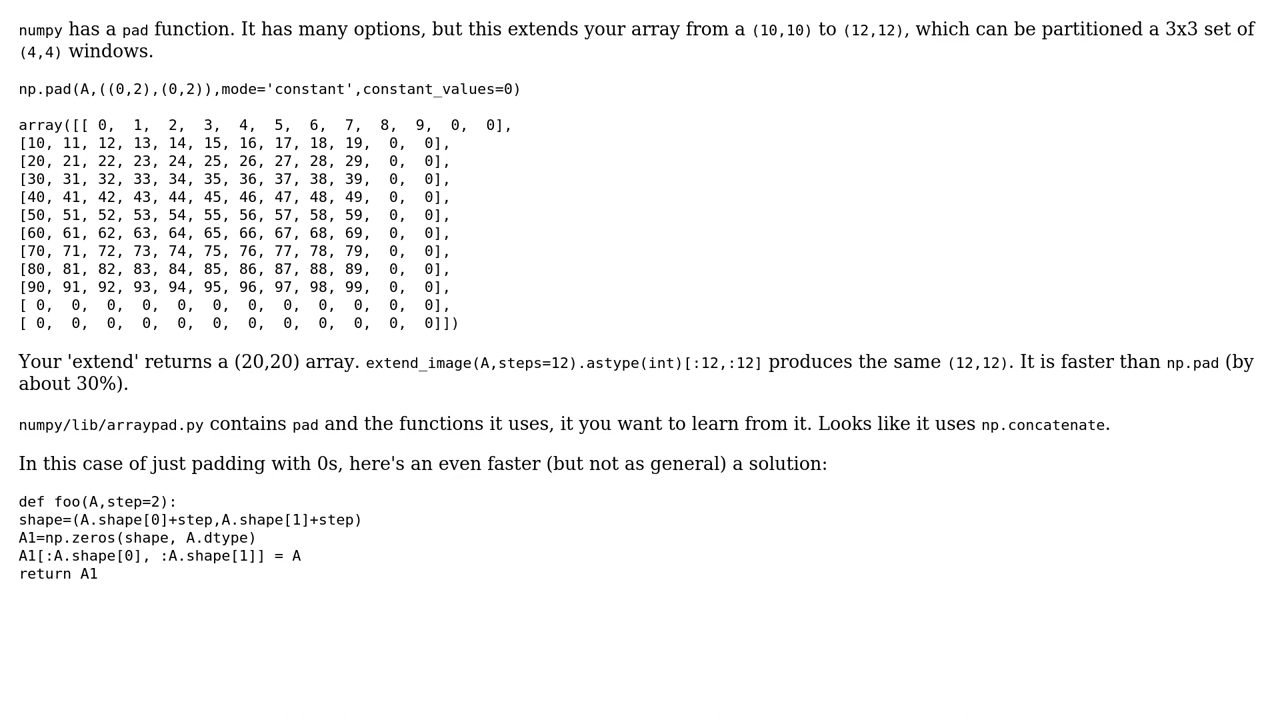 numpy has a pad function. It has many options, but this extends your array from a (10,10) to (12,12), which can be partitioned a 3x3 set of
(4,4) windows.
np.pad(A,((0,2),(0,2)),mode='constant',constant_values=0)
array([[ 0,  1,  2,  3,  4,  5,  6,  7,  8,  9,  0,  0],
[10, 11, 12, 13, 14, 15, 16, 17, 18, 19,  0,  0],
[20, 21, 22, 23, 24, 25, 26, 27, 28, 29,  0,  0],
[30, 31, 32, 33, 34, 35, 36, 37, 38, 39,  0,  0],
[40, 41, 42, 43, 44, 45, 46, 47, 48, 49,  0,  0],
[50, 51, 52, 53, 54, 55, 56, 57, 58, 59,  0,  0],
[60, 61, 62, 63, 64, 65, 66, 67, 68, 69,  0,  0],
[70, 71, 72, 73, 74, 75, 76, 77, 78, 79,  0,  0],
[80, 81, 82, 83, 84, 85, 86, 87, 88, 89,  0,  0],
[90, 91, 92, 93, 94, 95, 96, 97, 98, 99,  0,  0],
[ 0,  0,  0,  0,  0,  0,  0,  0,  0,  0,  0,  0],
[ 0,  0,  0,  0,  0,  0,  0,  0,  0,  0,  0,  0]])
Your 'extend' returns a (20,20) array. extend_image(A,steps=12).astype(int)[:12,:12] produces the same (12,12). It is faster than np.pad (by
about 30%).
numpy/lib/arraypad.py contains pad and the functions it uses, it you want to learn from it. Looks like it uses np.concatenate.
In this case of just padding with 0s, here's an even faster (but not as general) a solution:
def foo(A,step=2):
shape=(A.shape[0]+step,A.shape[1]+step)
A1=np.zeros(shape, A.dtype)
A1[:A.shape[0], :A.shape[1]] = A
return A1